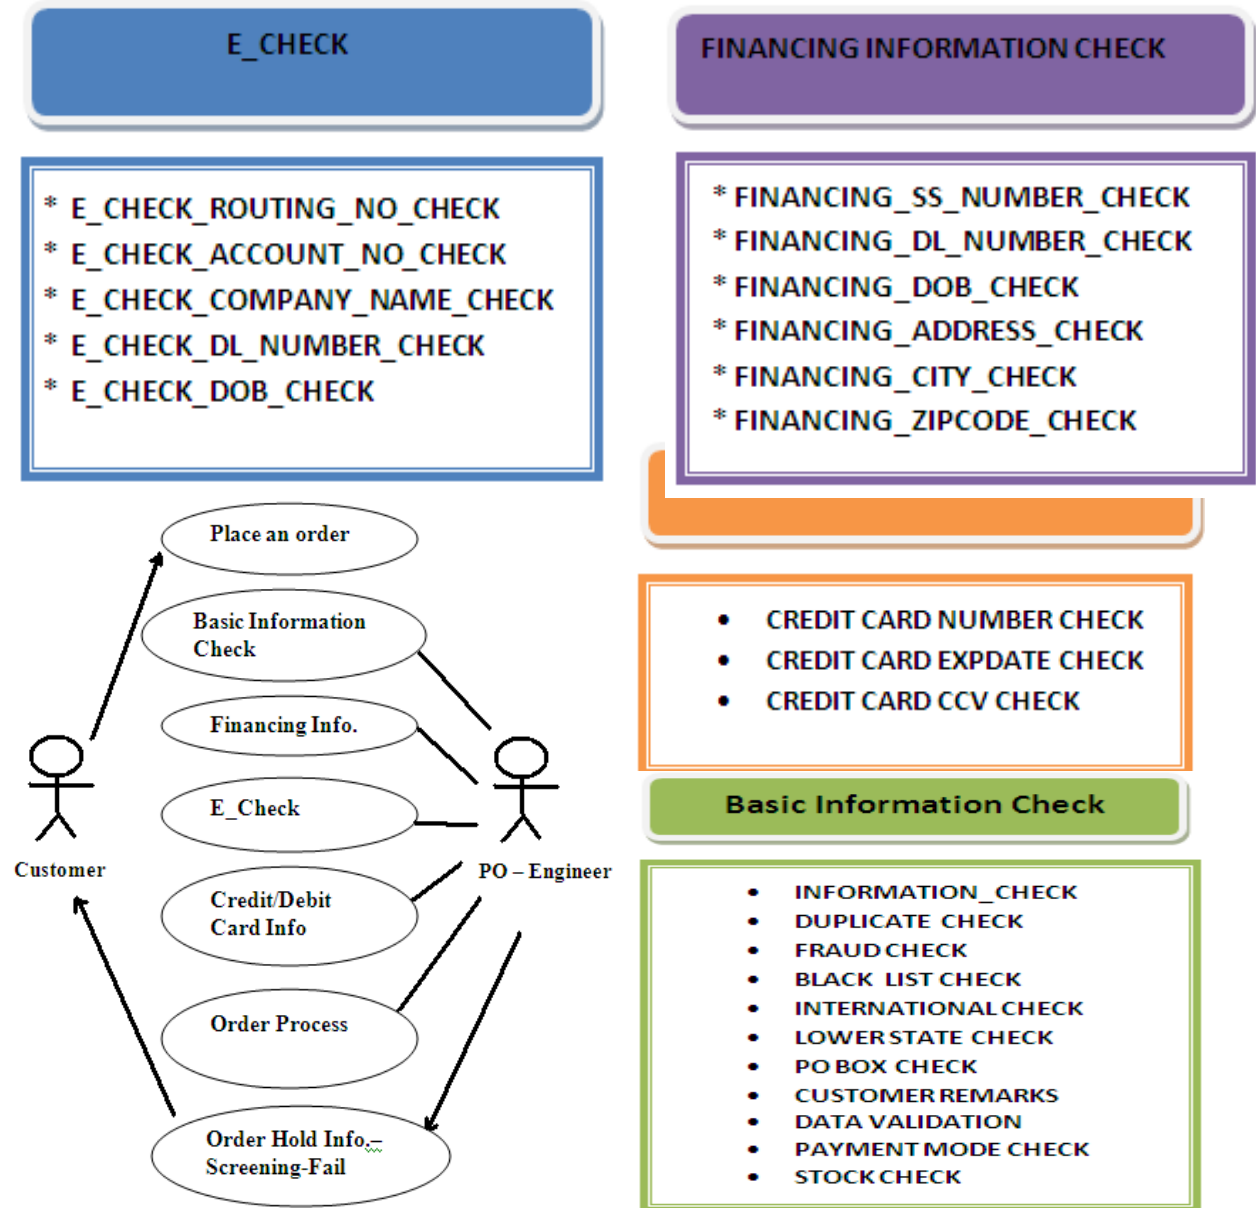 E_CHECK
* E_CHECK_ROUTING_NO_CHECK
* E_CHECK_ACCOUNT_NO_CHECK
* E_CHECK_COMPANY_NAME_CHECK
* E_CHECK_DL_NUMBER_CHECK
* E_CHECK_DOB_CHECK
FINANCING INFORMATION CHECK
* FINANCING_SS_NUMBER_CHECK
* FINANCING_DL_NUMBER_CHECK
* FINANCING_DOB_CHECK
* FINANCING_ADDRESS_CHECK
* FINANCING_CITY_CHECK
* FINANCING_ZIPCODE_CHECK
Place an order
Basic Information
Check
Financing Info.
E_Check
Customer
PO – Engineer
Credit/Debit
Card Info
Order Process
Order Hold Info.–
Screening-Fail
• CREDIT CARD NUMBER CHECK
• CREDIT CARD EXPDATE CHECK
• CREDIT CARD CCV CHECK
Basic Information Check
• INFORMATION_CHECK
• DUPLICATE CHECK
• FRAUD CHECK
• BLACK LIST CHECK
• INTERNATIONAL CHECK
• LOWER STATE CHECK
• PO BOX CHECK
• CUSTOMER REMARKS
• DATA VALIDATION
• PAYMENT MODE CHECK
• STOCK CHECK